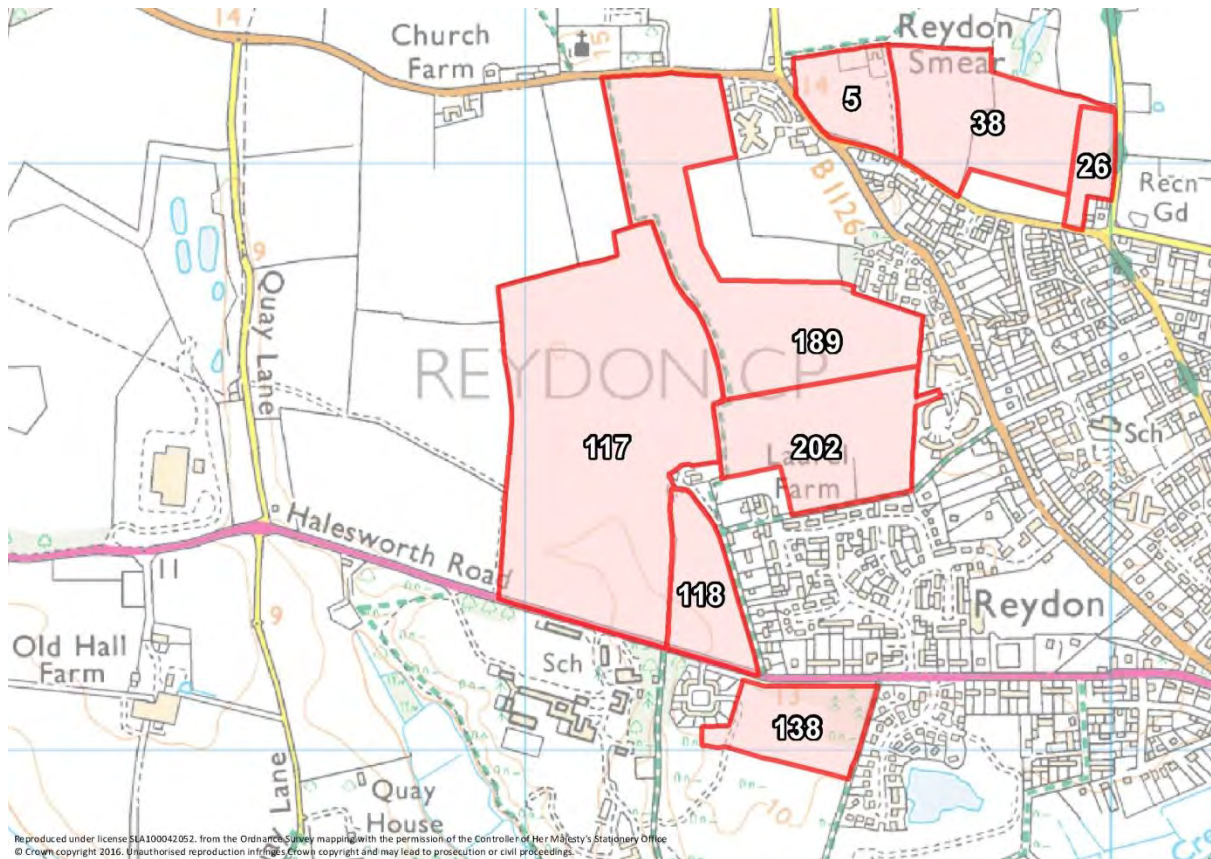 14
Church
Farm
15
Reydon
Smear
14
5
38
26
Recn
Gd
B1126
9
Quay Lane
189
REYDON CP
117
202
Laurel
Farm
Sch
Halesworth Road
11
118
Reydon
9
Old Hall
Farm
Sch
13
138
Quay
House
Lane
10
Reproduced under license SLA100042052. from the Ordnance Survey mapping with the permission of the Controller of Her Majesty's Stationery Office
© Crown copyright 2016. Unauthorised reproduction infringes Crown copyright and may lead to prosecution or civil proceedings.